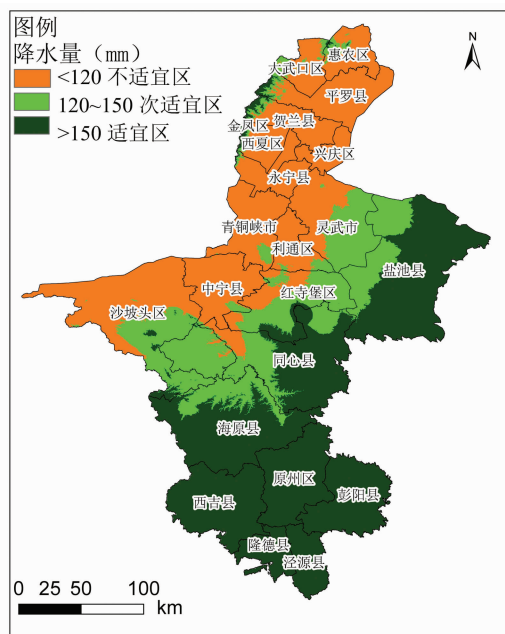 图例
降水量（mm）
<120 不适宜区
120~150 次适宜区
>150 适宜区
N
大武口区
惠农区
平罗县
贺兰县
金凤区
西夏区
兴庆区
永宁县
青铜峡市
灵武市
利通区
盐池县
中宁县
红寺堡区
沙坡头区
同心县
海原县
原州区
西吉县
彭阳县
隆德县
泾源县
0 25 50 100
km